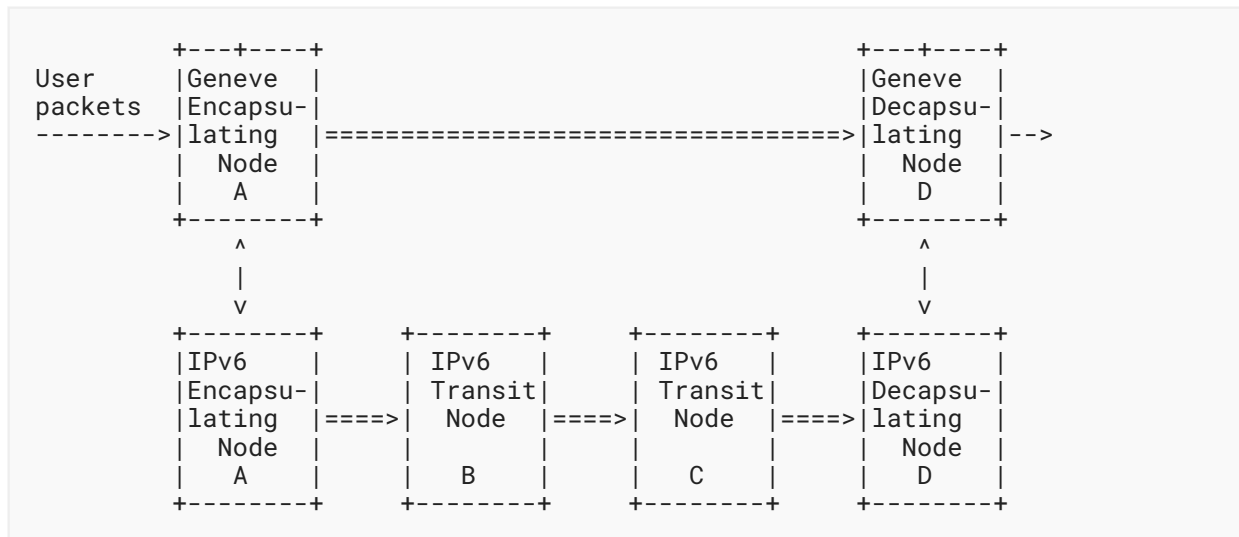 +---+----+                                   +---+----+
User               |Geneve  |                                   |Geneve  |
packets            |Encapsu-|                                   |Decapsu-|
-------->|lating  |==================================>|lating  |-->
         |  Node  |                                   |  Node  |
         |   A    |                                   |   D    |
         +--------+                                   +--------+
             ^                                            ^
             |                                            |
             v                                            v
         +--------+     +--------+     +--------+     +--------+
         |IPv6    |     | IPv6   |     | IPv6   |     |IPv6    |
         |Encapsu-|     | Transit|     | Transit|     |Decapsu-|
         |lating  |====>|  Node  |====>|  Node  |====>|lating  |
         |  Node  |     |        |     |        |     |  Node  |
         |   A    |     |   B    |     |   C    |     |   D    |
         +--------+     +--------+     +--------+     +--------+